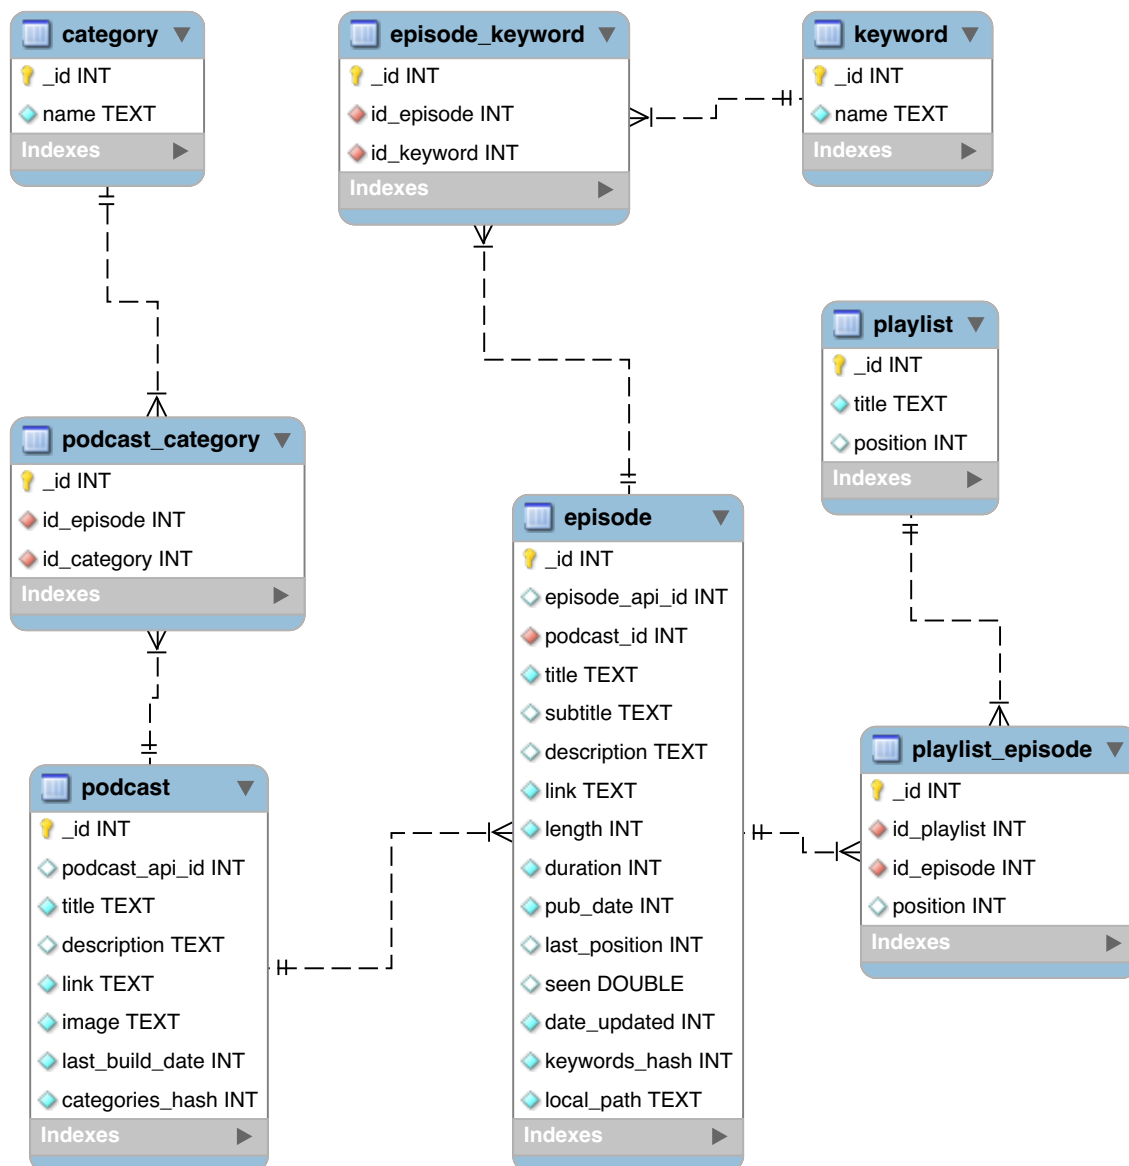 category
_id INT
name TEXT
Indexes
episode_keyword
_id INT
id_episode INT
id_keyword INT
Indexes
keyword
_id INT
name TEXT
Indexes
playlist
_id INT
title TEXT
position INT
Indexes
podcast_category
_id INT
id_episode INT
id_category INT
Indexes
episode
_id INT
episode_api_id INT
podcast_id INT
title TEXT
subtitle TEXT
description TEXT
link TEXT
length INT
duration INT
pub_date INT
last_position INT
seen DOUBLE
date_updated INT
keywords_hash INT
local_path TEXT
Indexes
podcast
_id INT
podcast_api_id INT
title TEXT
description TEXT
link TEXT
image TEXT
last_build_date INT
categories_hash INT
Indexes
playlist_episode
_id INT
id_playlist INT
id_episode INT
position INT
Indexes